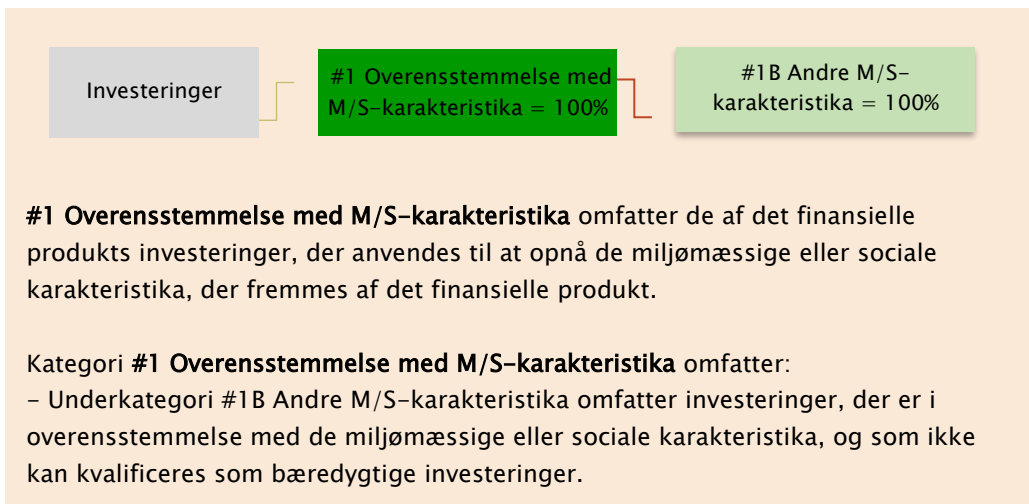 Investeringer
#1 Overensstemmelse med
M/S-karakteristika = 100%
#1B Andre M/S-
karakteristika = 100%
#1 Overensstemmelse med M/S-karakteristika omfatter de af det finansielle
produkts investeringer, der anvendes til at opnå de miljømæssige eller sociale
karakteristika, der fremmes af det finansielle produkt.
Kategori #1 Overensstemmelse med M/S-karakteristika omfatter:
- Underkategori #1B Andre M/S-karakteristika omfatter investeringer, der er i
overensstemmelse med de miljømæssige eller sociale karakteristika, og som ikke
kan kvalificeres som bæredygtige investeringer.